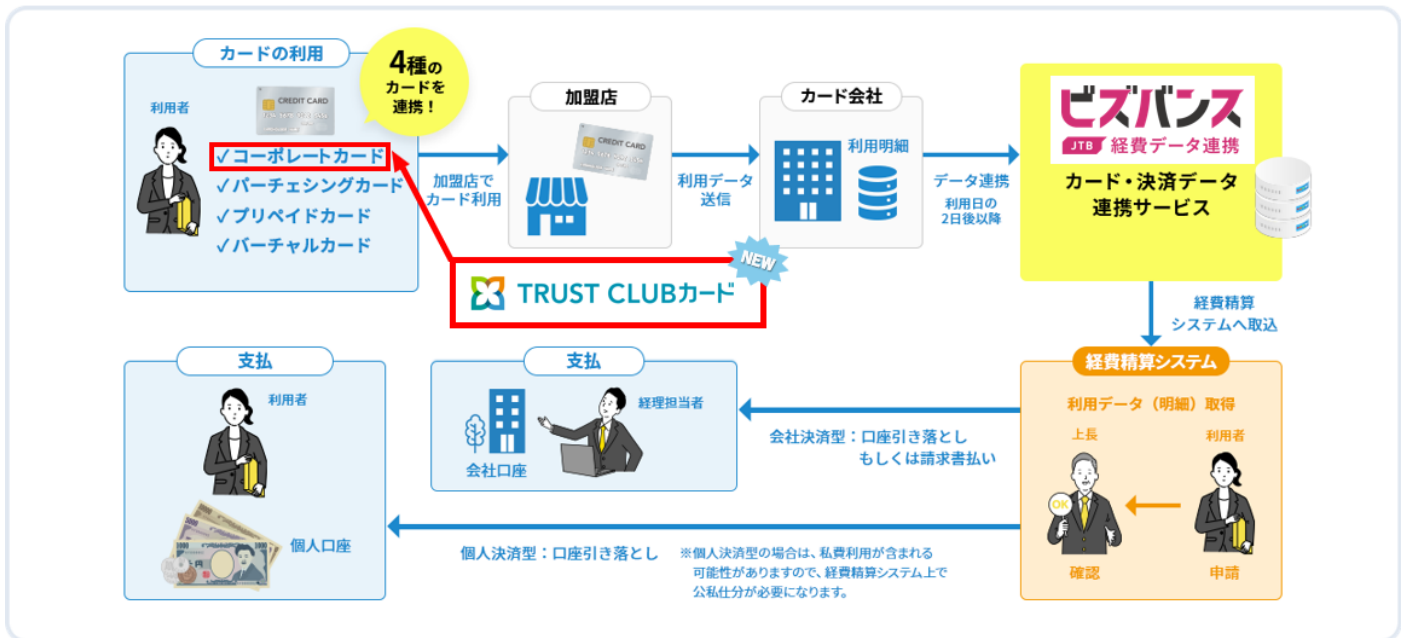 カードの利用
4種の
カードを
連携！
利用者
CREDIT CARD
✓コーポレートカード
✓パーチェシングカード
✓プリペイドカード
✓バーチャルカード
加盟店で
カード利用
加盟店
CREDIT CARD
利用データ
送信
カード会社
利用明細
データ連携
利用日の
2日後以降
ビズバンス
JTB 経費データ連携
カード・決済データ
連携サービス
NEW
TRUST CLUBカード
経費精算
システムへ取込
支払
利用者
個人口座
支払
経理担当者
会社口座
会社決済型：口座引き落とし
もしくは請求書払い
個人決済型：口座引き落とし
※個人決済型の場合は、私費利用が含まれる
可能性がありますので、経費精算システム上で
公私仕分が必要になります。
経費精算システム
利用データ（明細）取得
上長
利用者
OK
確認
申請